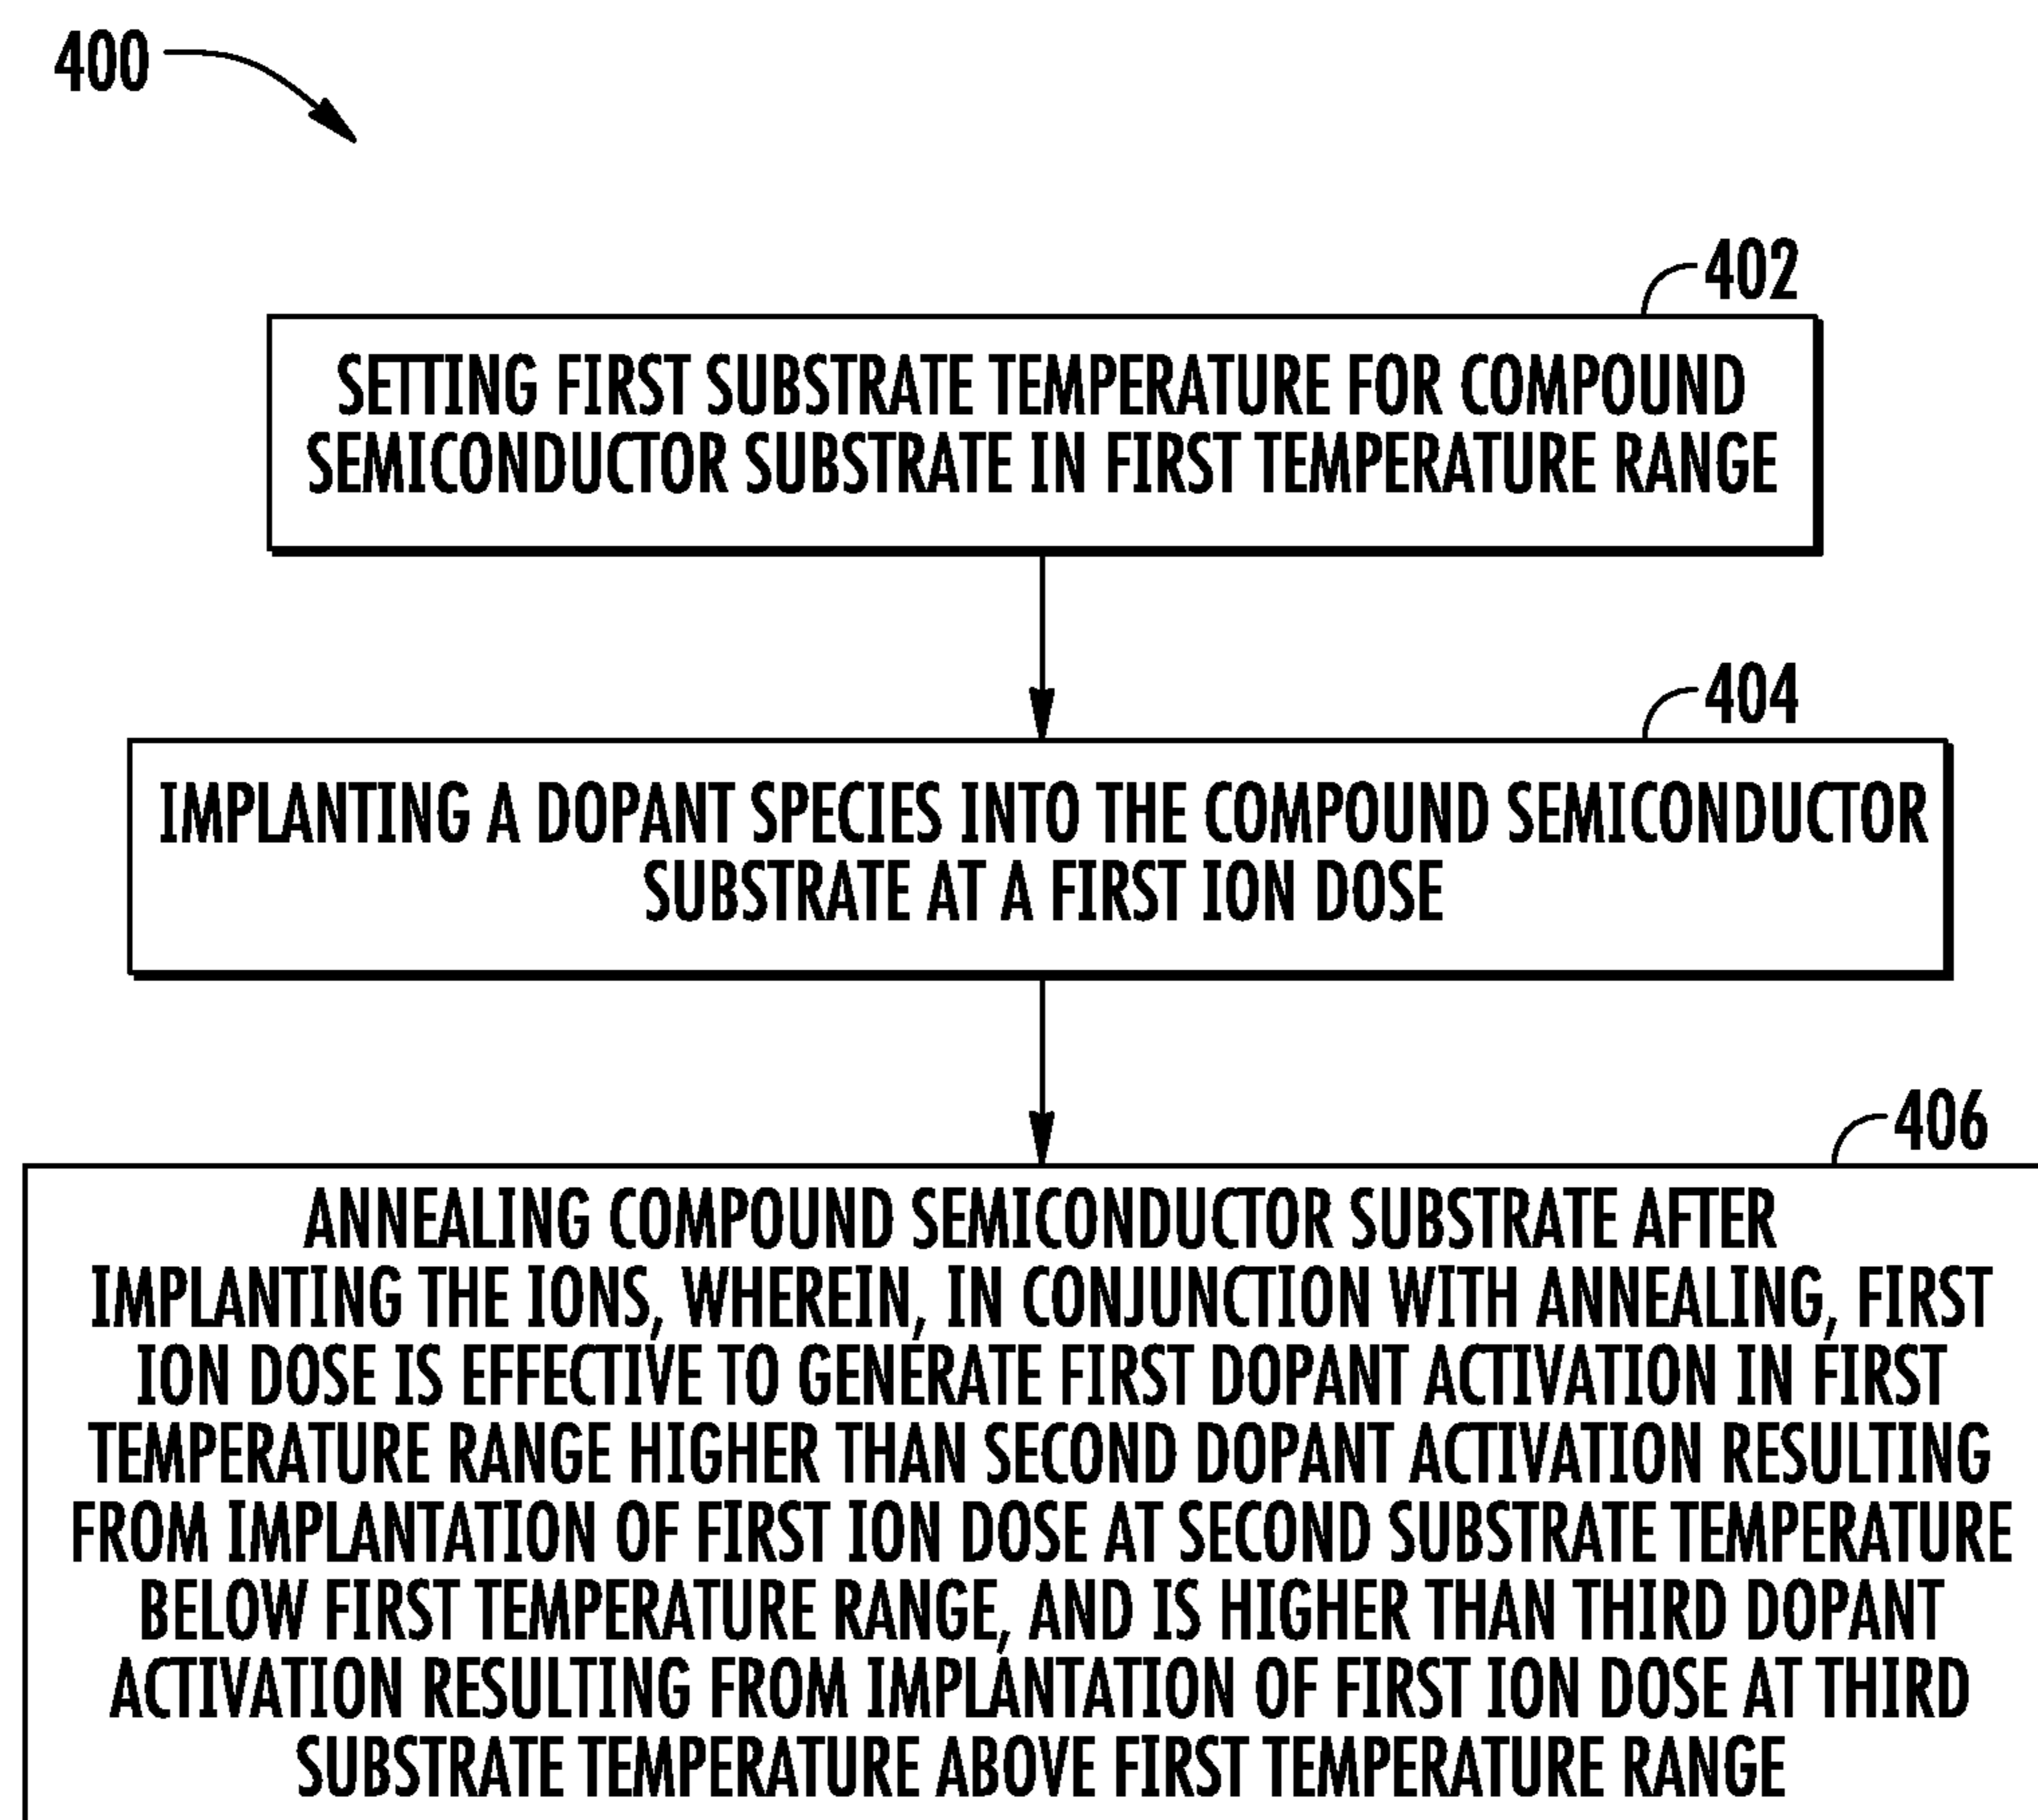 400
402
SETTING FIRST SUBSTRATE TEMPERATURE FOR COMPOUND
SEMICONDUCTOR SUBSTRATE IN FIRST TEMPERATURE RANGE
404
IMPLANTING A DOPANT SPECIES INTO THE COMPOUND SEMICONDUCTOR
SUBSTRATE AT A FIRST ION DOSE
406
ANNEALING COMPOUND SEMICONDUCTOR SUBSTRATE AFTER
IMPLANTING THE IONS, WHEREIN, IN CONJUNCTION WITH ANNEALING, FIRST
ION DOSE IS EFFECTIVE TO GENERATE FIRST DOPANT ACTIVATION IN FIRST
TEMPERATURE RANGE HIGHER THAN SECOND DOPANT ACTIVATION RESULTING
FROM IMPLANTATION OF FIRST ION DOSE AT SECOND SUBSTRATE TEMPERATURE
BELOW FIRST TEMPERATURE RANGE, AND IS HIGHER THAN THIRD DOPANT
ACTIVATION RESULTING FROM IMPLANTATION OF FIRST ION DOSE AT THIRD
SUBSTRATE TEMPERATURE ABOVE FIRST TEMPERATURE RANGE